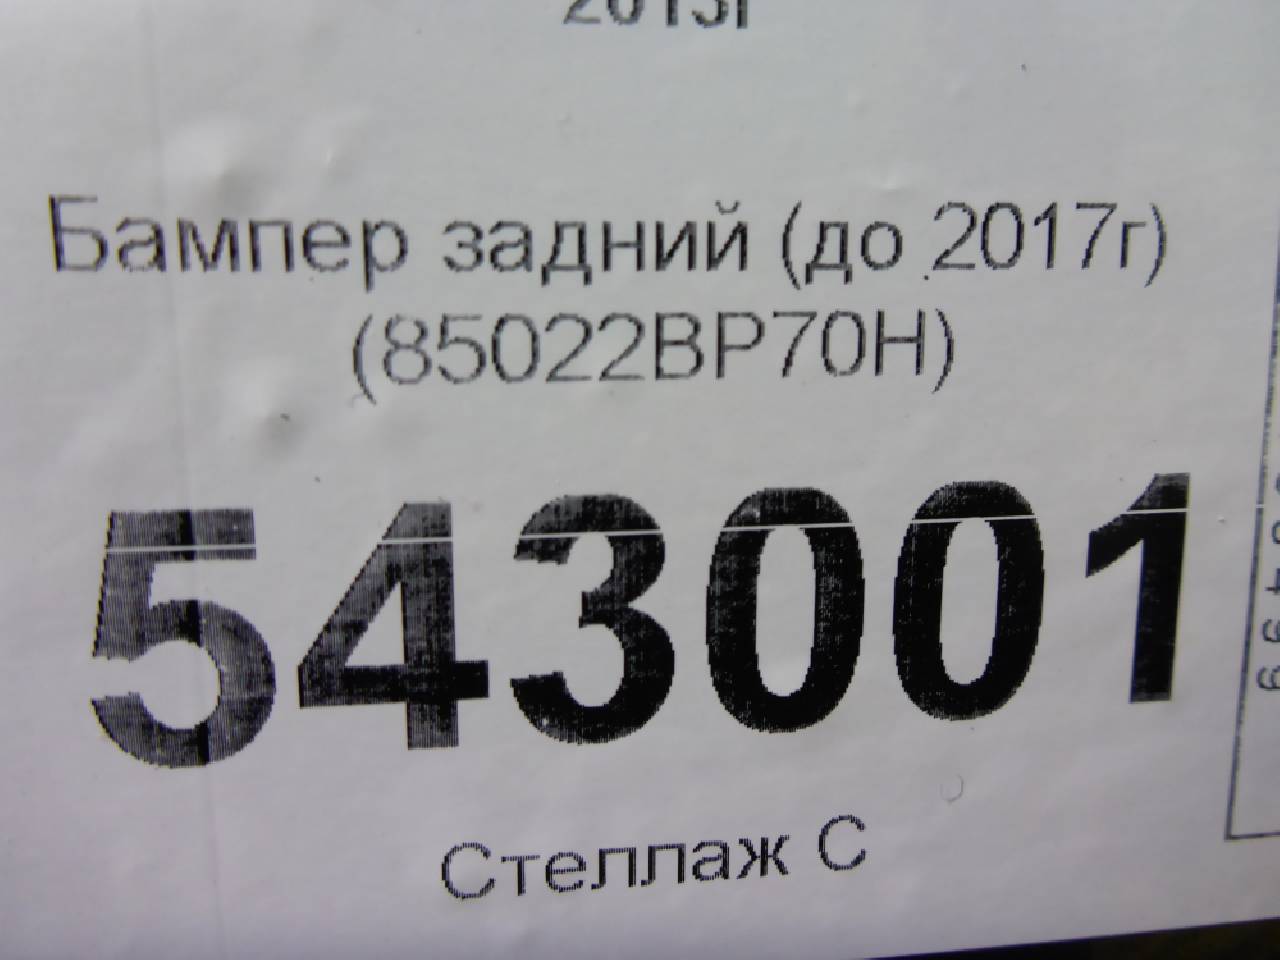 Бампер задний (до 2017г)
(85022BP70H)
543001
Стеллаж С